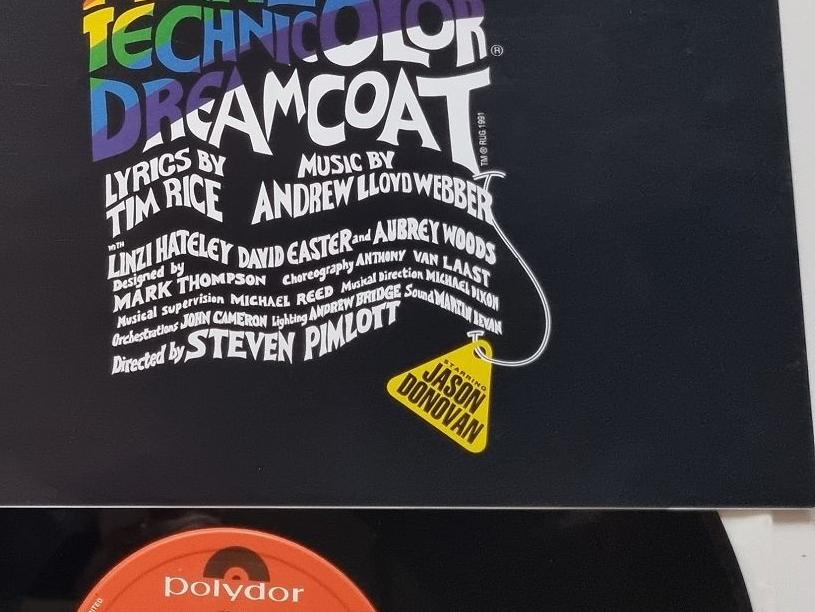 TECHNICOLOR ®
DREAMCOAT
TM ® RUG 1991
LYRICS BY MUSIC BY
TIM RICE ANDREW LLOYD WEBBER
WITH
LINZI HATELEY DAVID EASTER and AUBREY WOODS
Designed by
MARK THOMPSON Choreography ANTHONY VAN LAAST
Musical Supervision MICHAEL REED Musical Direction MICHAEL DIXON
Orchestrations JOHN CAMERON Lighting ANDREW BRIDGE Sound MARTIN LEVAN
Directed by STEVEN PIMLOTT
STARRING
JASON
DONOVAN
polydor